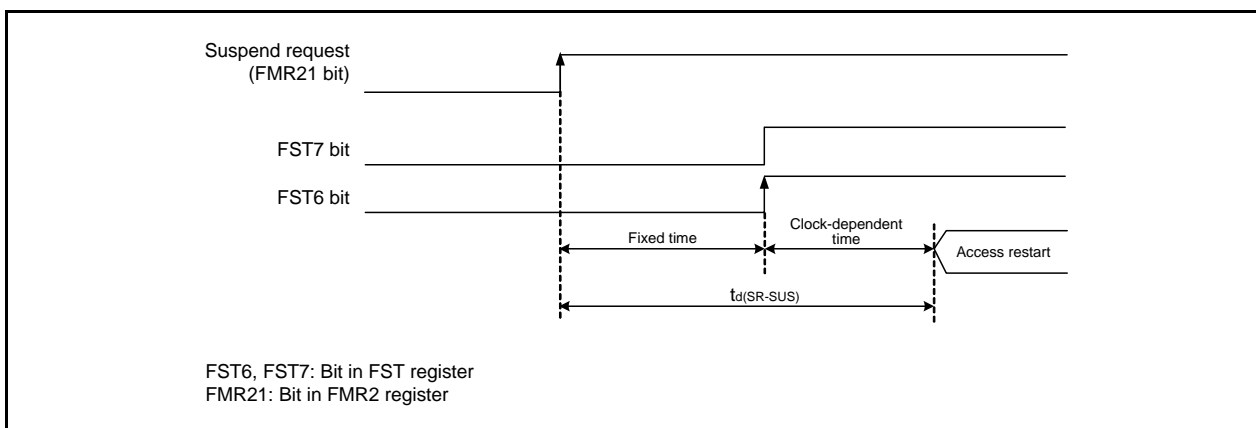 Suspend request
(FMR21 bit)
FST7 bit
FST6 bit
Fixed time
Clock-dependent
time
Access restart
td(SR-SUS)
FST6, FST7: Bit in FST register
FMR21: Bit in FMR2 register